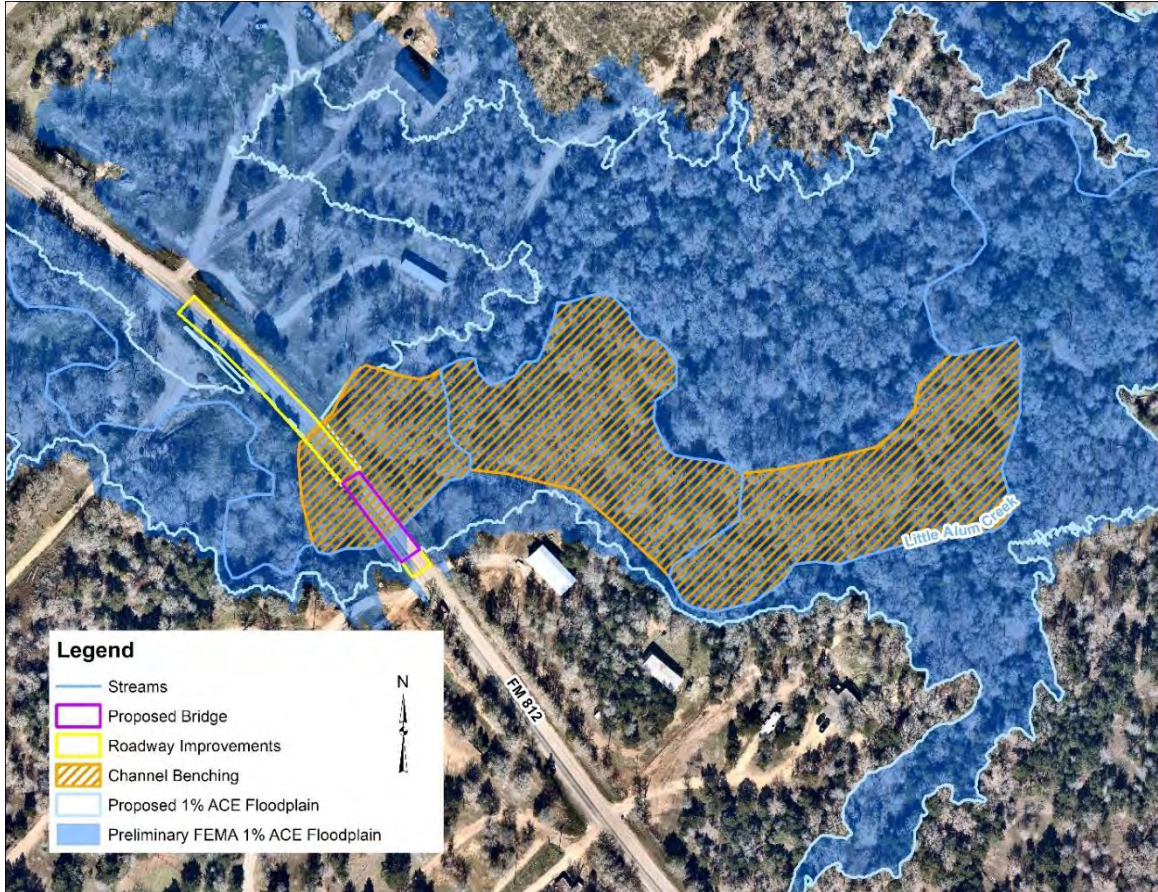 Little Alum Creek
FM 812
Legend
N
Streams
Proposed Bridge
Roadway Improvements
Channel Benching
Proposed 1% ACE Floodplain
Preliminary FEMA 1% ACE Floodplain